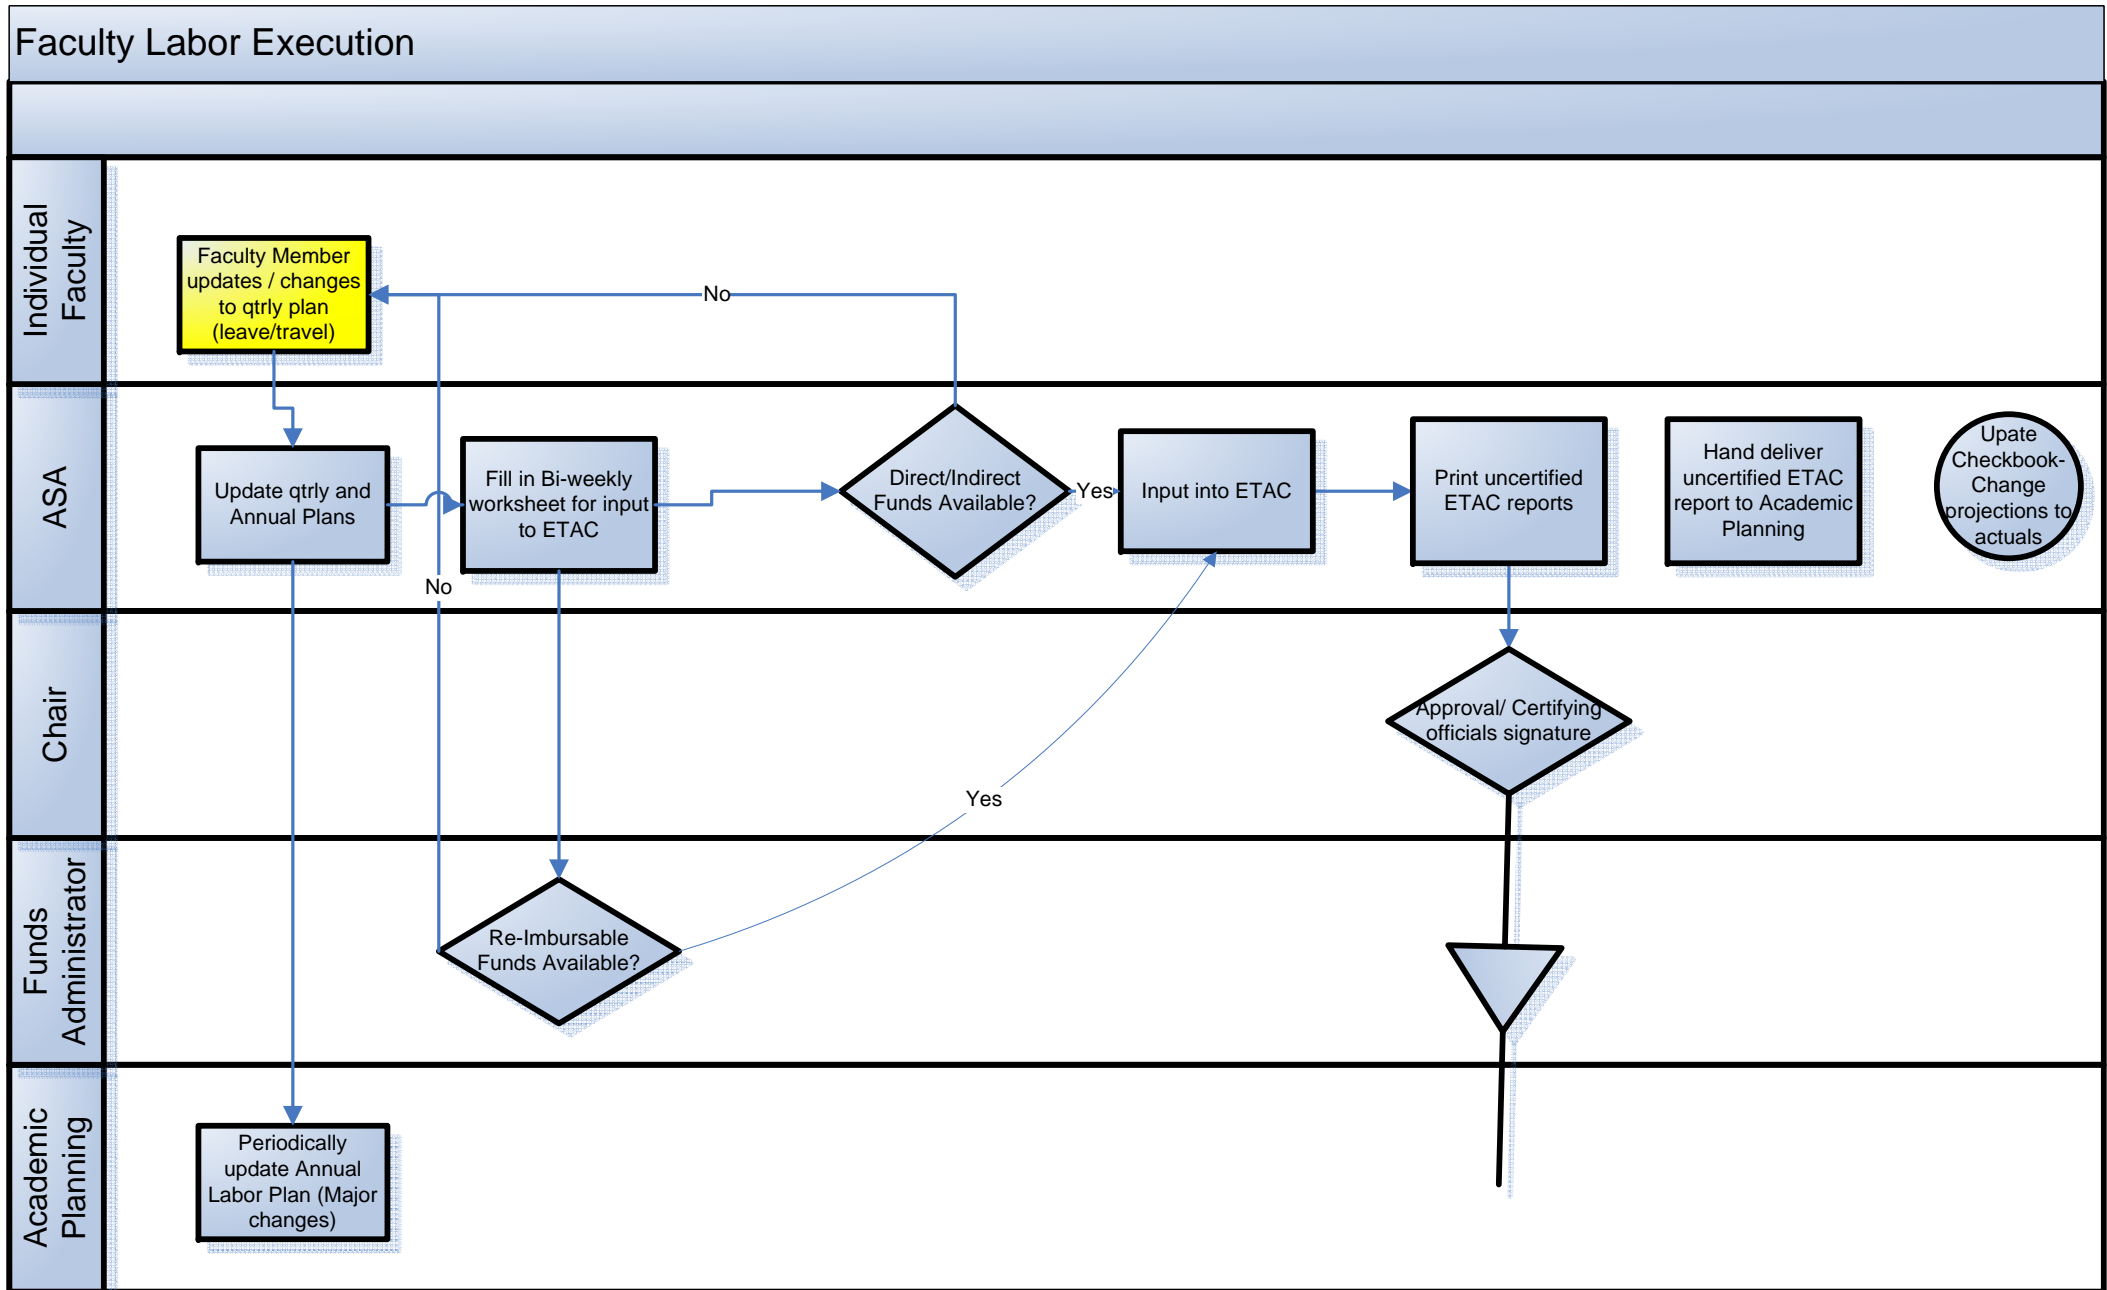 Faculty Labor Execution
Individual
Faculty
Faculty Member
updates / changes
to qtrly plan
(leave/travel)
No
ASA
Update qtrly and
Annual Plans
Fill in Bi-weekly
worksheet for input
to ETAC
No
Direct/Indirect
Funds Available?
Yes
Input into ETAC
Print uncertified
ETAC reports
Hand deliver
uncertified ETAC
report to Academic
Planning
Upate
Checkbook-
Change
projections to
actuals
Chair
Approval/ Certifying
officials signature
Yes
Funds
Administrator
Re-Imbursable
Funds Available?
Academic
Planning
Periodically
update Annual
Labor Plan (Major
changes)